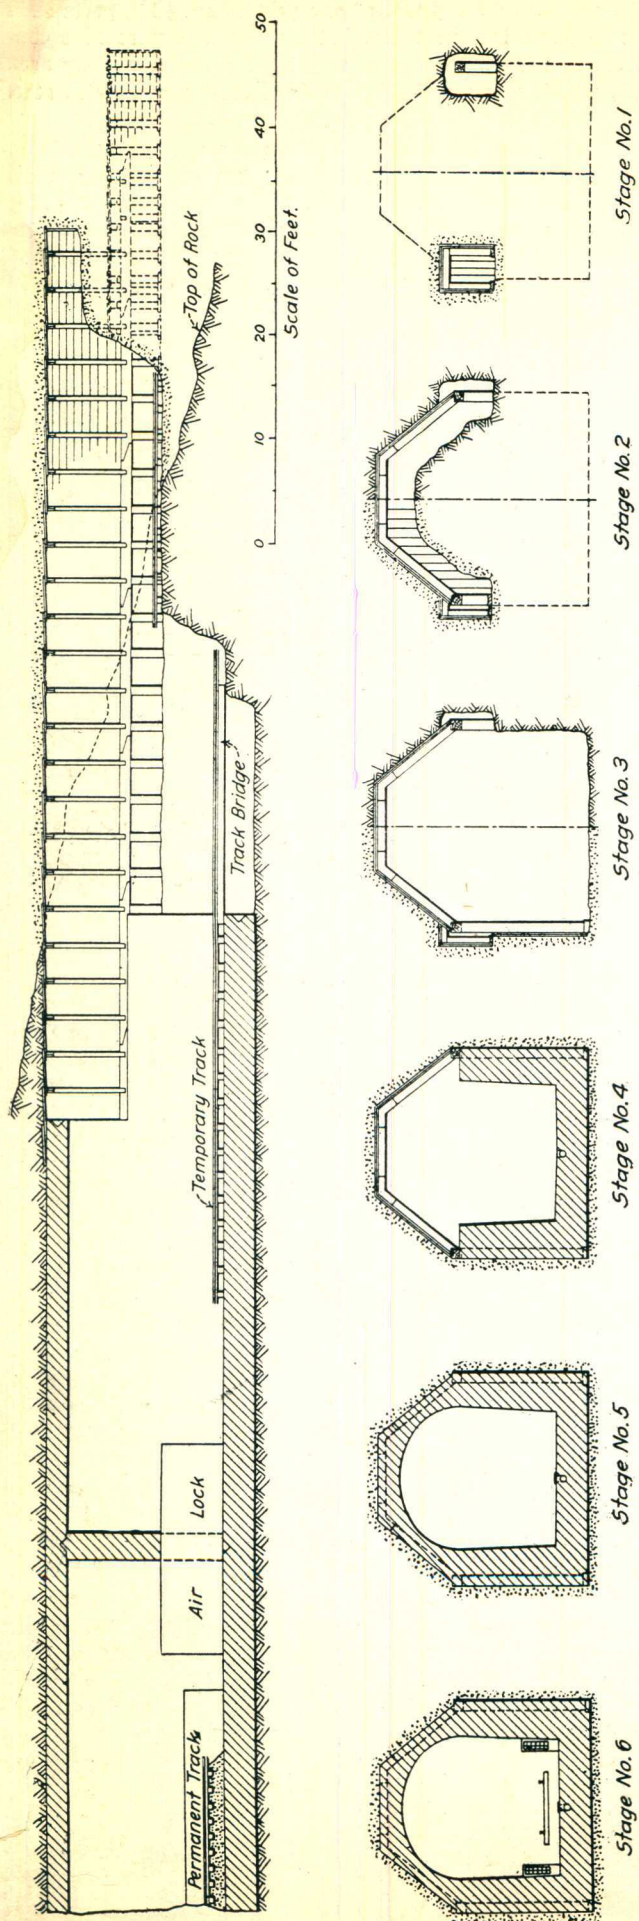 50
40
30
20
10
0
Scale of Feet.
Top of Rock
Track Bridge
Temporary Track
Lock
Air
Permanent Track
Stage No.1
Stage No.2
Stage No.3
Stage No.4
Stage No.5
Stage No.6